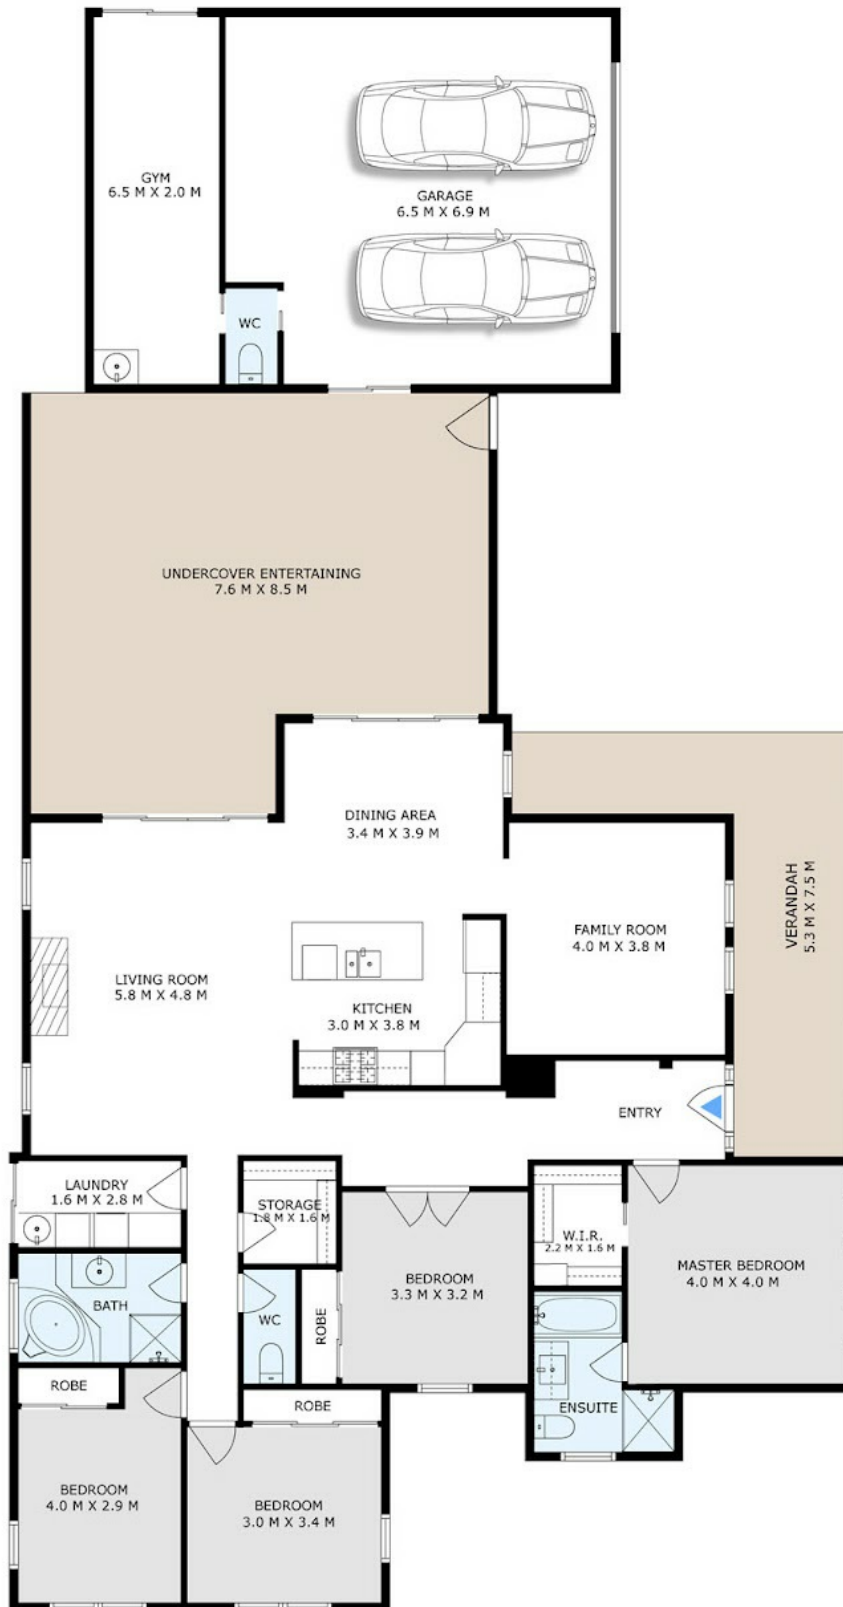 GYM
6.5 M X 2.0 M
GARAGE
6.5 M X 6.9 M
WC
UNDERCOVER ENTERTAINING
7.6 M X 8.5 M
DINING AREA
3.4 M X 3.9 M
VERANDAH
5.3 M X 7.5 M
FAMILY ROOM
4.0 M X 3.8 M
LIVING ROOM
5.8 M X 4.8 M
KITCHEN
3.0 M X 3.8 M
ENTRY
LAUNDRY
1.6 M X 2.8 M
STORAGE
1.8 M X 1.6 M
W.I.R.
2.2 M X 1.6 M
MASTER BEDROOM
4.0 M X 4.0 M
BEDROOM
3.3 M X 3.2 M
BATH
WC
ROBE
ROBE
ROBE
ENSUITE
BEDROOM
4.0 M X 2.9 M
BEDROOM
3.0 M X 3.4 M